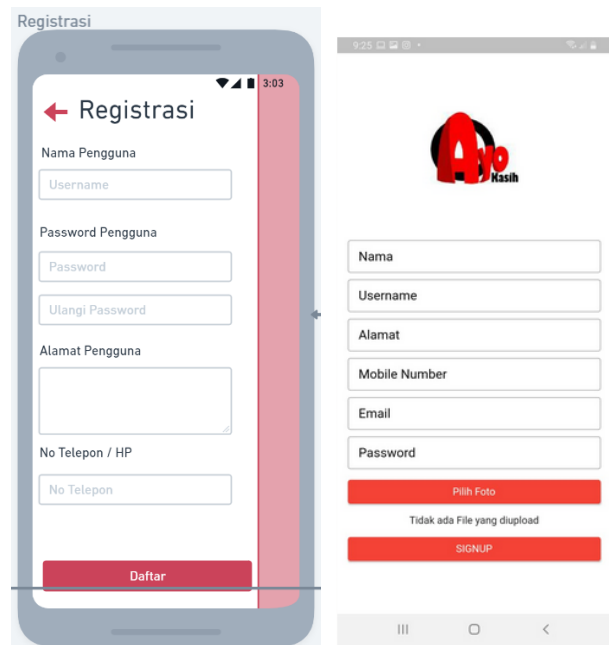 Registrasi
3:03
Registrasi
Nama Pengguna
Username
Password Pengguna
Password
Ulangi Password
Alamat Pengguna
No Telepon / HP
No Telepon
Daftar
9:25
Ayo
Kasih
Nama
Username
Alamat
Mobile Number
Email
Password
Pilih Foto
Tidak ada File yang diupload
SIGNUP